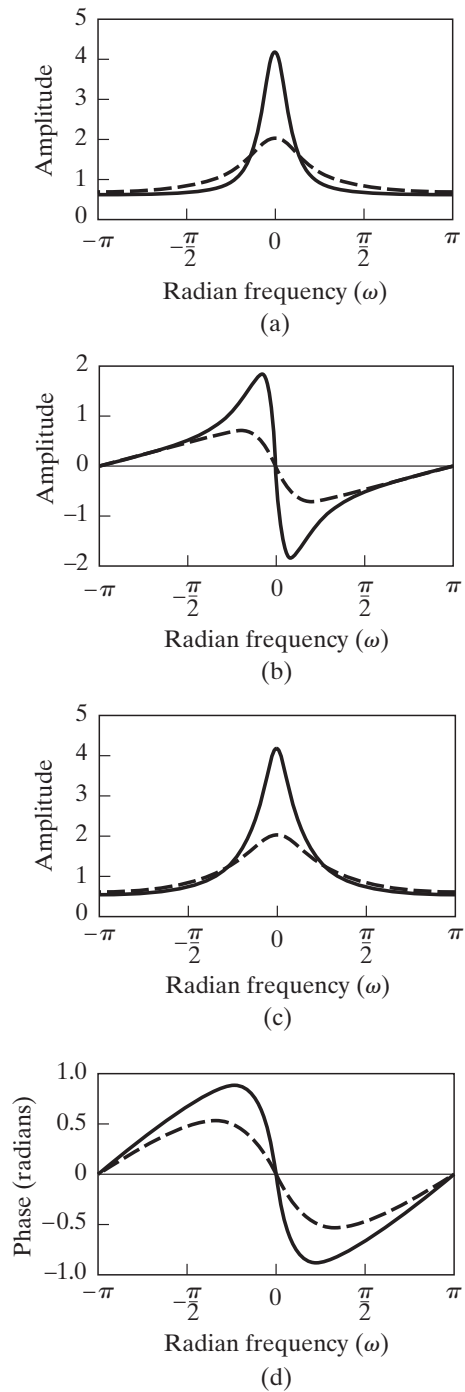 5
4
3
2
1
0
Amplitude
−π
−π/2
0
π/2
π
Radian frequency (ω)
(a)
2
1
0
−1
−2
Amplitude
−π
−π/2
0
π/2
π
Radian frequency (ω)
(b)
5
4
3
2
1
0
Amplitude
−π
−π/2
0
π/2
π
Radian frequency (ω)
(c)
1.0
0.5
0
−0.5
−1.0
Phase (radians)
−π
−π/2
0
π/2
π
Radian frequency (ω)
(d)